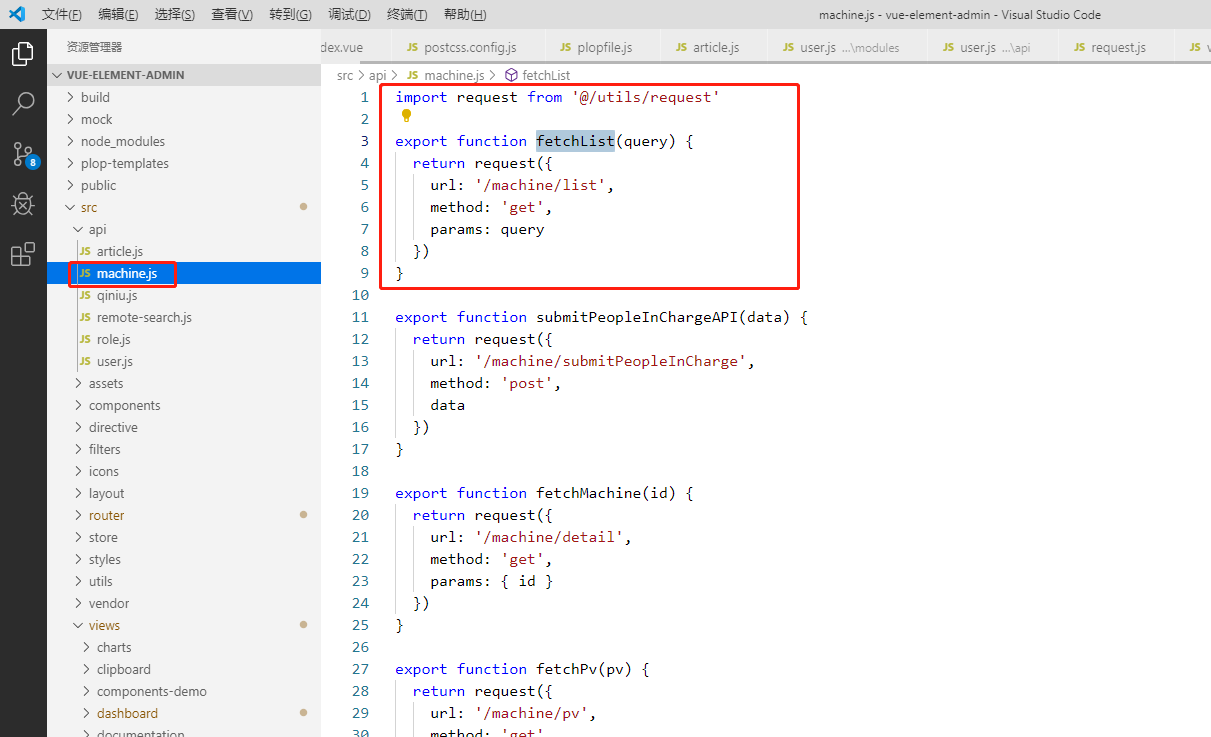 文件(F) 编辑(E) 选择(S) 查看(V) 转到(G) 调试(D) 终端(T) 帮助(H) machine.js - vue-element-admin - Visual Studio Code
资源管理器
dex.vue JS postcss.config.js JS plopfile.js JS article.js JS user.js ...\modules JS user.js ...\api JS request.js JS
VUE-ELEMENT-ADMIN
build
mock
node_modules
plop-templates
public
src
api
JS article.js
JS machine.js
JS qiniu.js
JS remote-search.js
JS role.js
JS user.js
assets
components
directive
filters
icons
layout
router
store
styles
utils
vendor
views
charts
clipboard
components-demo
dashboard
documentation
8
src > api > JS machine.js > fetchList
1 import request from '@/utils/request'
2
3 export function fetchList(query) {
4 return request({
5 url: '/machine/list',
6 method: 'get',
7 params: query
8 })
9 }
10
11 export function submitPeopleInChargeAPI(data) {
12 return request({
13 url: '/machine/submitPeopleInCharge',
14 method: 'post',
15 data
16 })
17 }
18
19 export function fetchMachine(id) {
20 return request({
21 url: '/machine/detail',
22 method: 'get',
23 params: { id }
24 })
25 }
26
27 export function fetchPv(pv) {
28 return request({
29 url: '/machine/pv',
30 method: 'get'